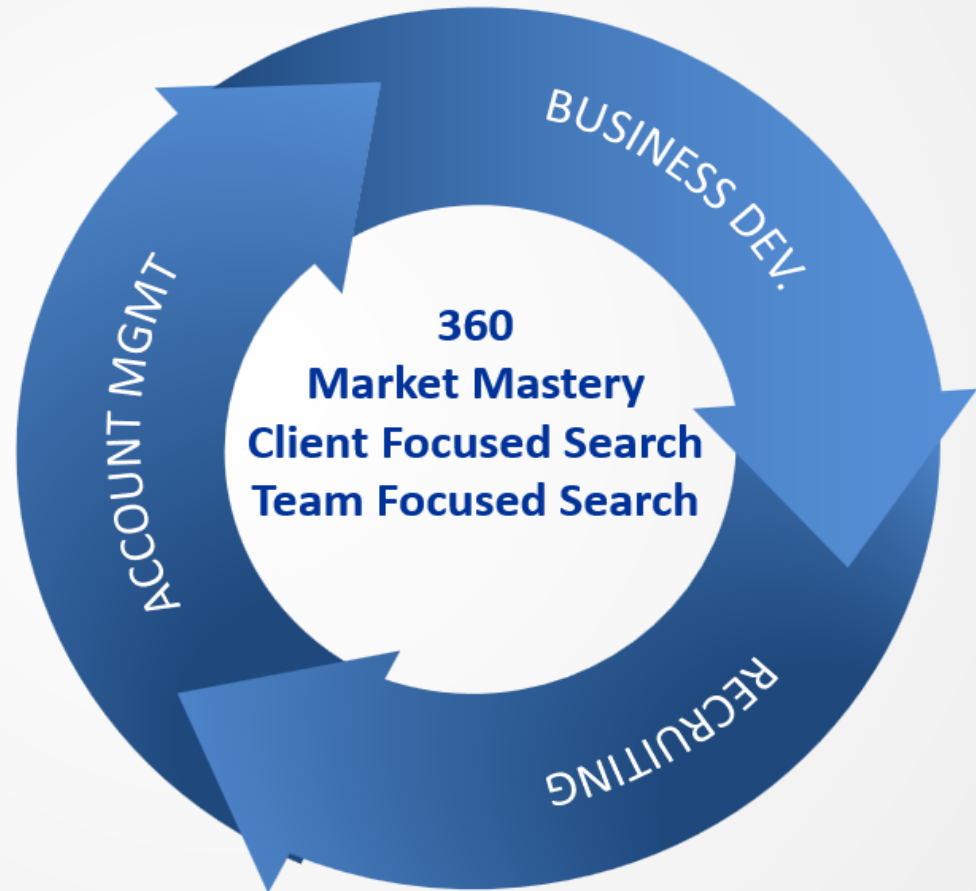 BUSINESS DEV.
RECRUITING
ACCOUNT MGMT
360
Market Mastery
Client Focused Search
Team Focused Search